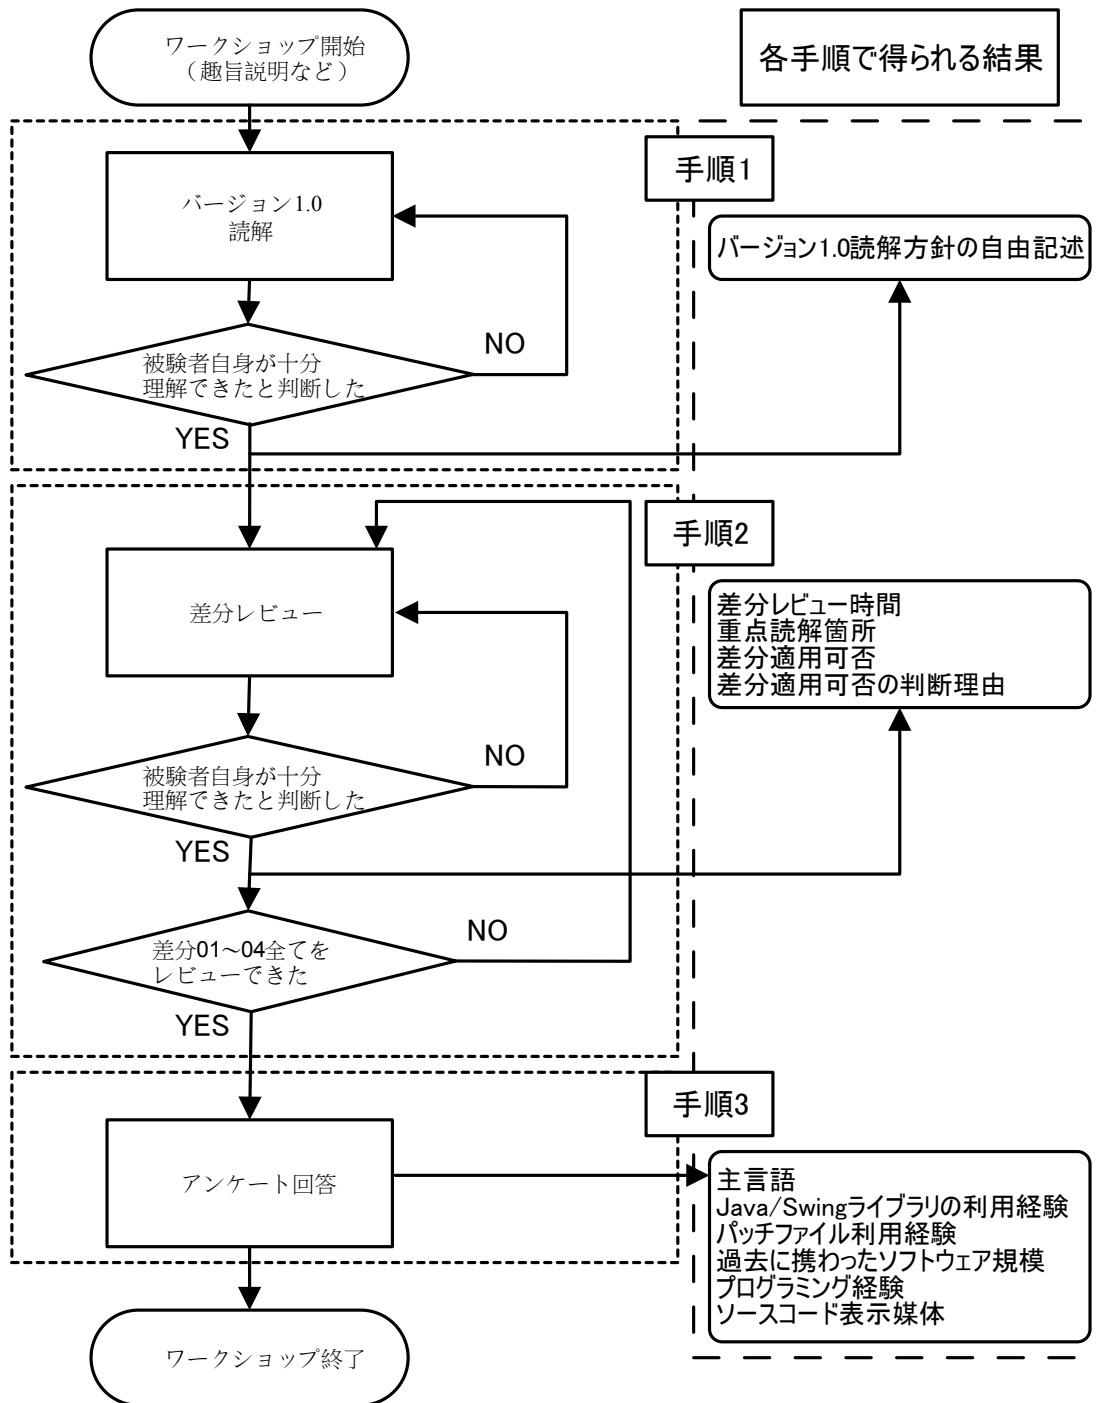 ワークショップ開始
（趣旨説明など）
各手順で得られる結果
手順1
バージョン1.0
読解
バージョン1.0読解方針の自由記述
NO
被験者自身が十分
理解できたと判断した
YES
手順2
差分レビュー
差分レビュー時間
重点読解箇所
差分適用可否
差分適用可否の判断理由
NO
被験者自身が十分
理解できたと判断した
YES
NO
差分01～04全てを
レビューできた
YES
手順3
アンケート回答
主言語
Java/Swingライブラリの利用経験
パッチファイル利用経験
過去に携わったソフトウェア規模
プログラミング経験
ソースコード表示媒体
ワークショップ終了